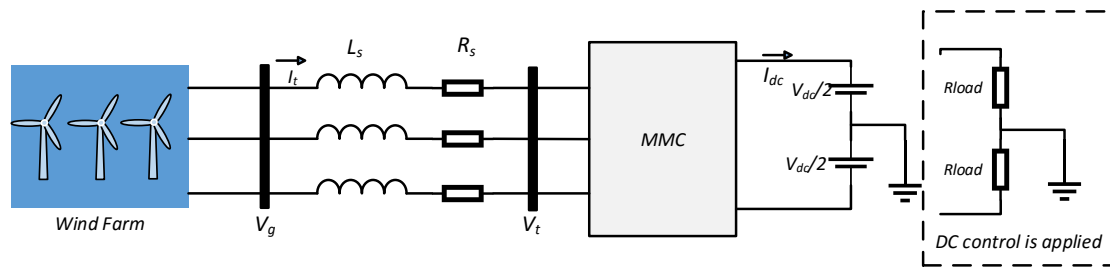 Wind Farm
V_g
I_t
L_s
R_s
V_t
MMC
I_dc
V_dc/2
V_dc/2
Rload
Rload
DC control is applied